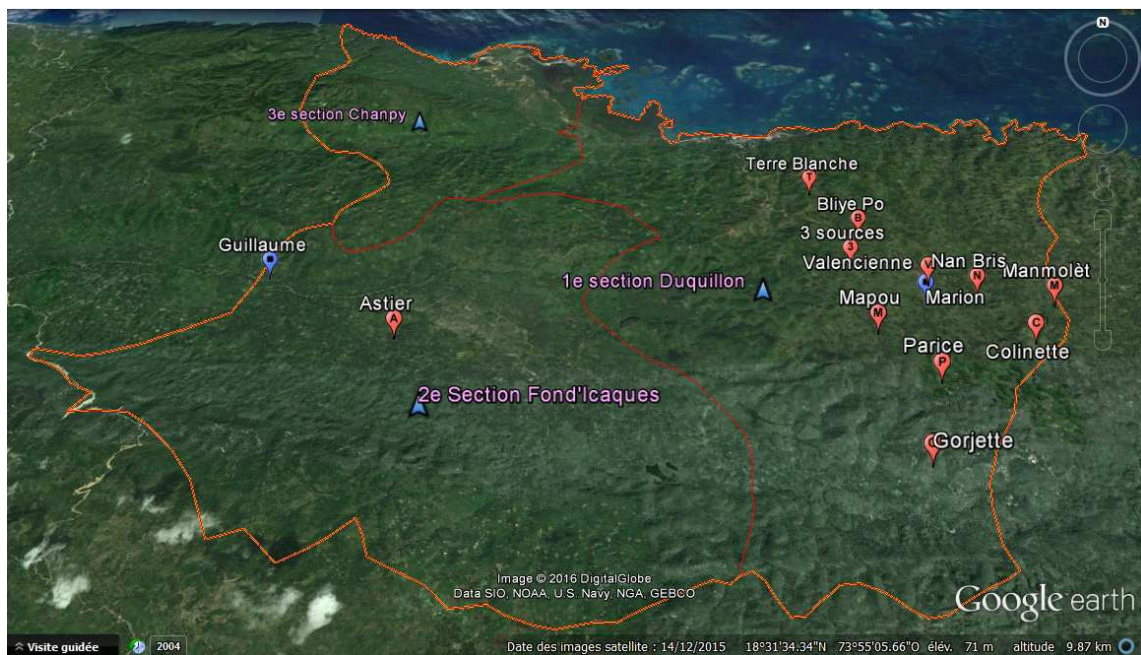 N
3e section Chanpy
Terre Blanche
T
Bliye Po
B
Guillaume
3 sources
3
Valencienne
Nan Bris
Manmolèt
V
N
M
1e section Duquillon
Marion
Astier
A
Mapou
M
C
Colinette
Parice
P
2e Section Fond'Icaques
Gorjette
Image © 2016 DigitalGlobe
Data SIO, NOAA, U.S. Navy, NGA, GEBCO
Google earth
Visite guidée
2004
Date des images satellite : 14/12/2015 18°31'34.34"N 73°55'05.66"O élév. 71 m altitude 9.87 km